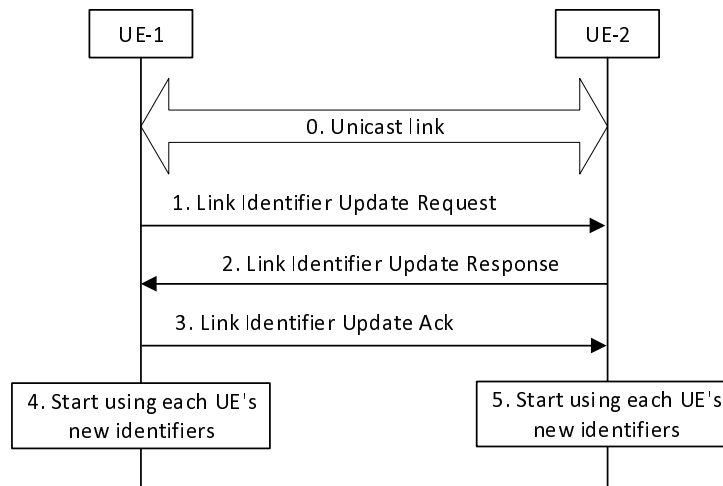 UE-1
UE-2
0. Unicast link
1. Link Identifier Update Request
2. Link Identifier Update Response
3. Link Identifier Update Ack
4. Start using each UE's
new identifiers
5. Start using each UE's
new identifiers